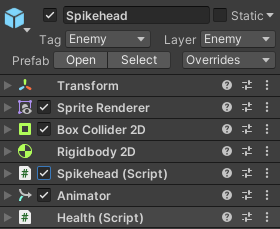 Spikehead Static
Tag Enemy Layer Enemy
Prefab Open Select Overrides
Transform
Sprite Renderer
Box Collider 2D
Rigidbody 2D
# Spikehead (Script)
Animator
# Health (Script)